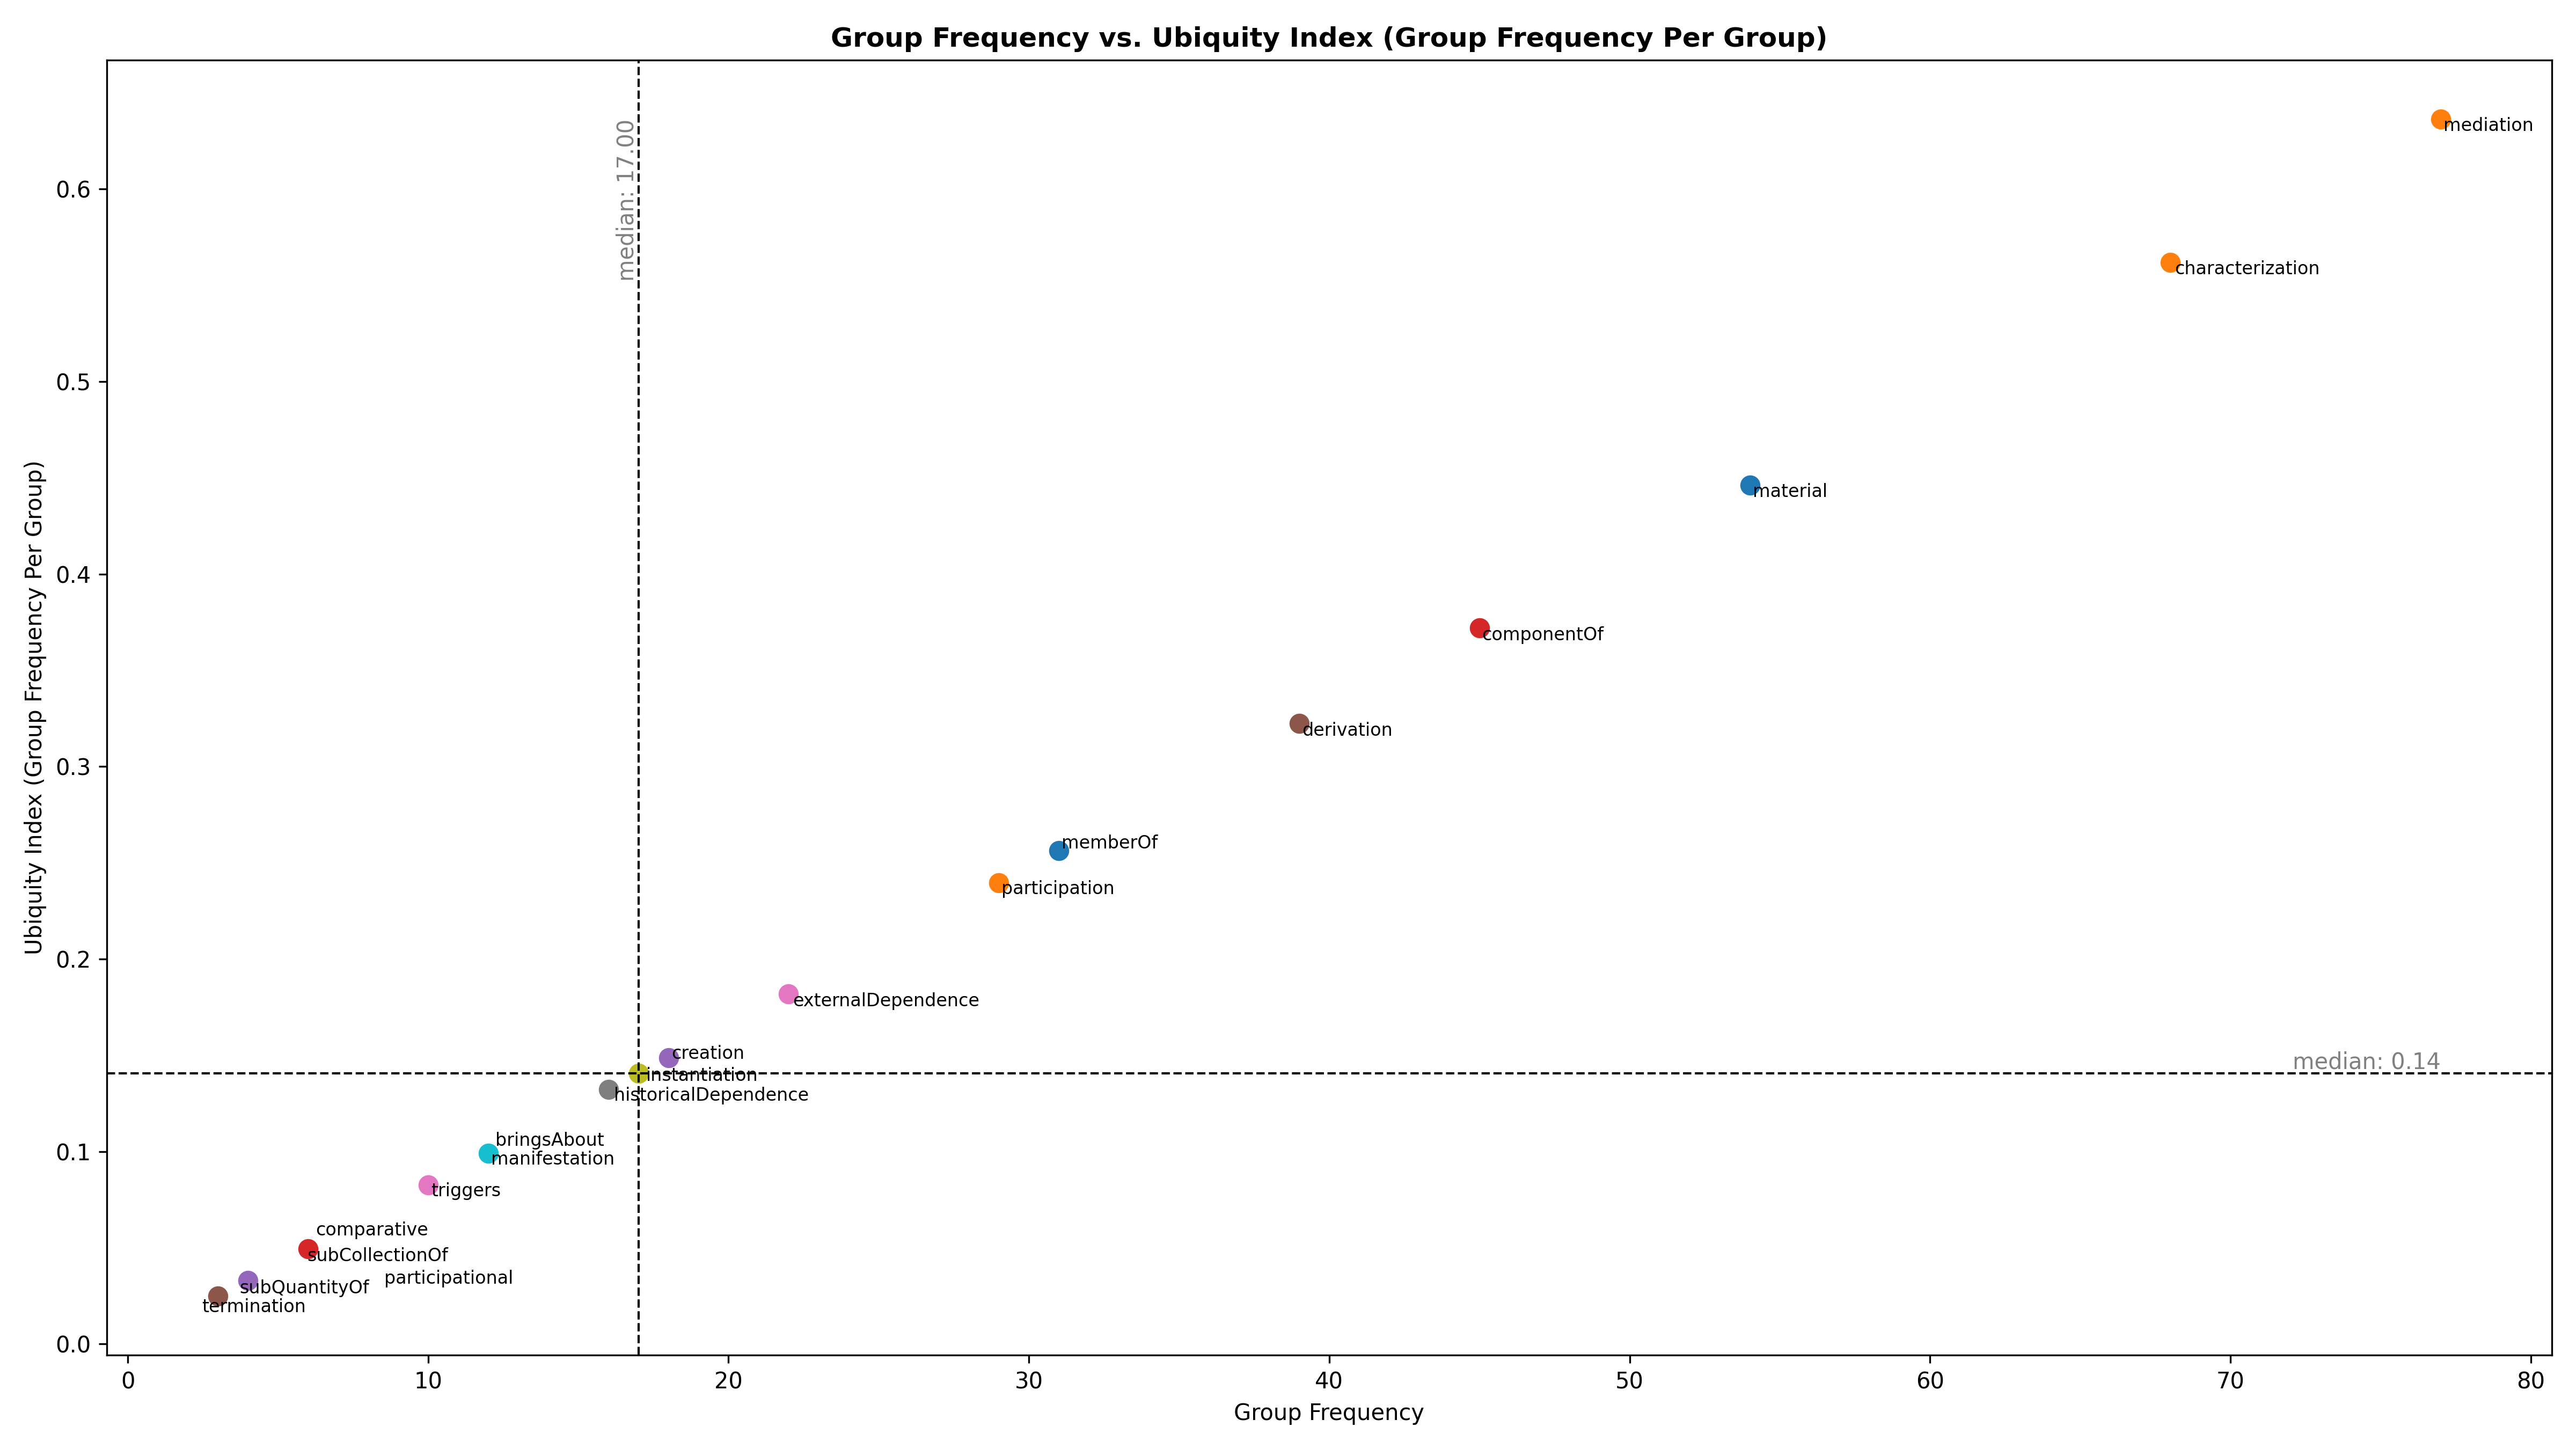 Group Frequency vs. Ubiquity Index (Group Frequency Per Group)
median: 17.00
mediation
characterization
material
componentOf
derivation
memberOf
participation
externalDependence
creation
median: 0.14
instantiation
historicalDependence
bringsAbout
manifestation
triggers
comparative
subCollectionOf
participational
subQuantityOf
termination
Ubiquity Index (Group Frequency Per Group)
0.6
0.5
0.4
0.3
0.2
0.1
0.0
0 10 20 30 40 50 60 70 80
Group Frequency